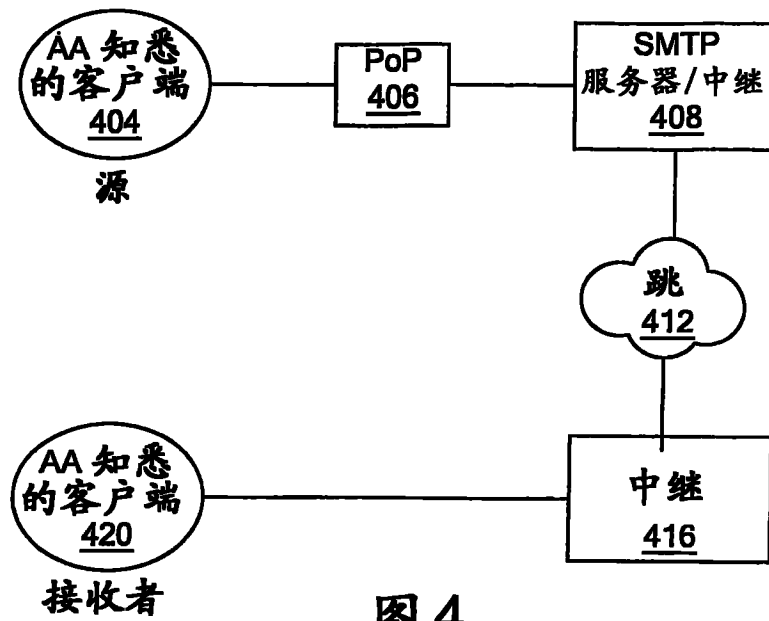 AA 知悉
的客户端
404
源
PoP
406
SMTP
服务器/中继
408
跳
412
AA 知悉
的客户端
420
接收者
中继
416
图 4